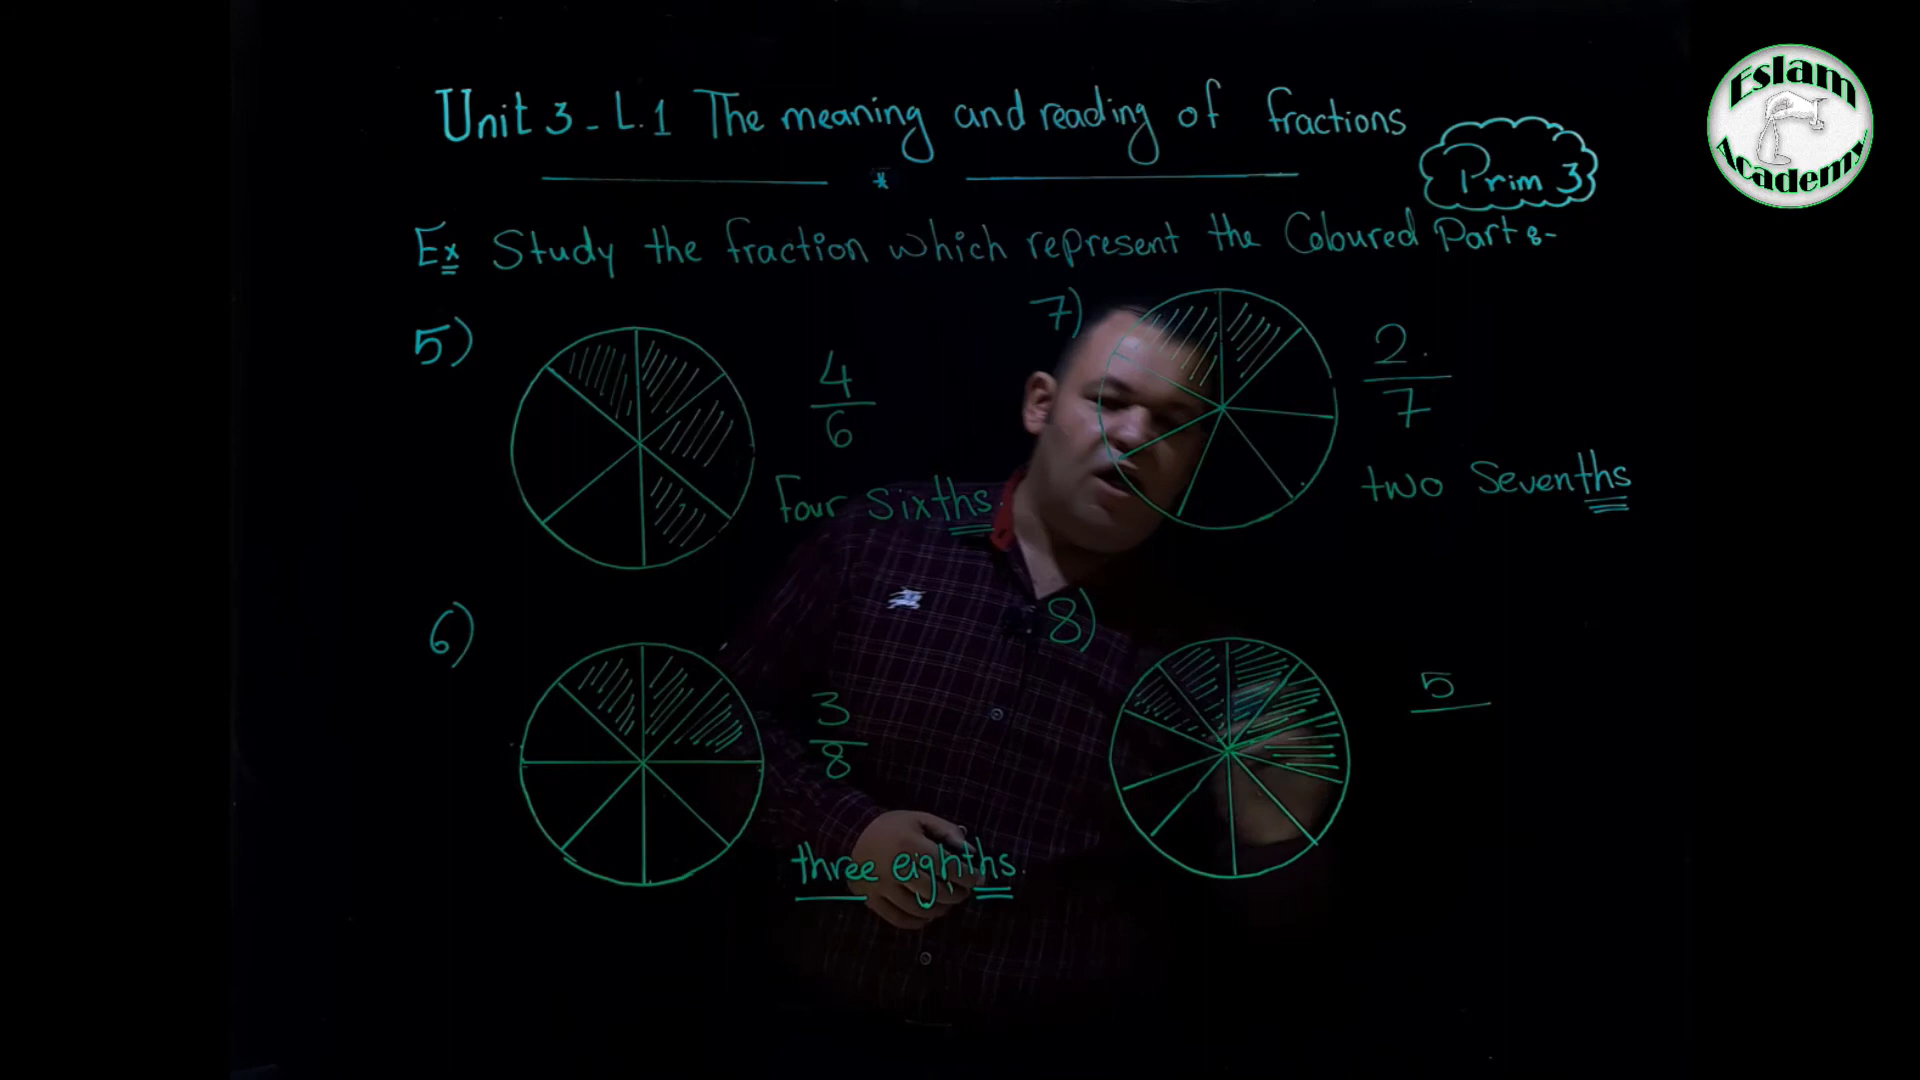 Unit 3 - L.1 The meaning and reading of fractions
Prim 3
Eslam
Academy
Ex Study the fraction which represent the Coloured Part :-
5)
4
6
Four Sixths
7)
2
7
two Sevenths
6)
3
8
three eighths.
8)
5